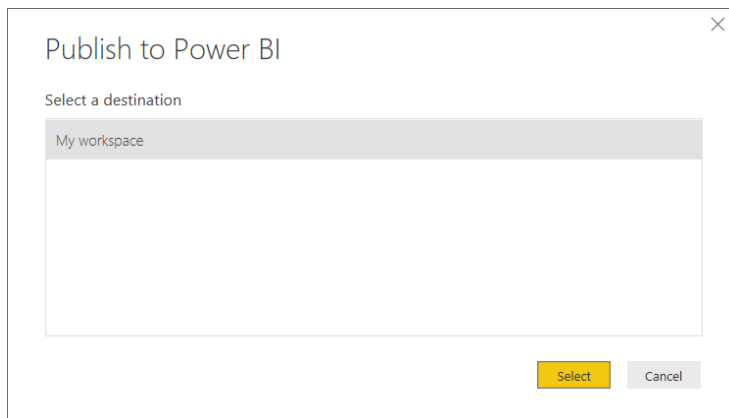 Publish to Power BI
Select a destination
My workspace
Select Cancel